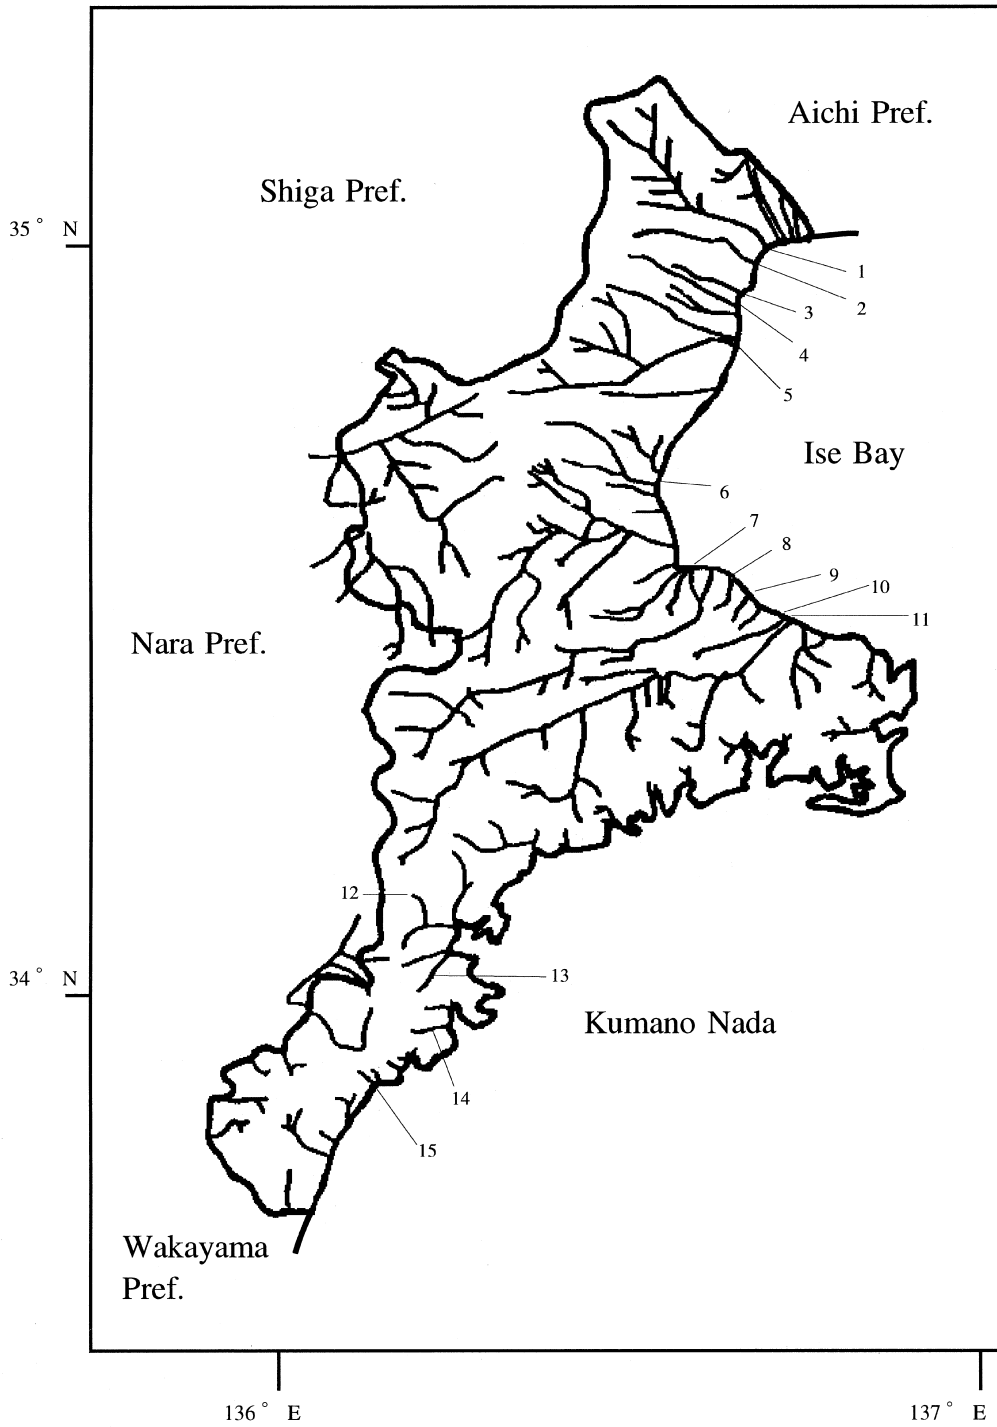 Aichi Pref.
Shiga Pref.
35° N
1
2
3
4
5
Ise Bay
6
7
8
9
10
11
Nara Pref.
12
13
34° N
Kumano Nada
14
15
Wakayama
Pref.
136° E
137° E